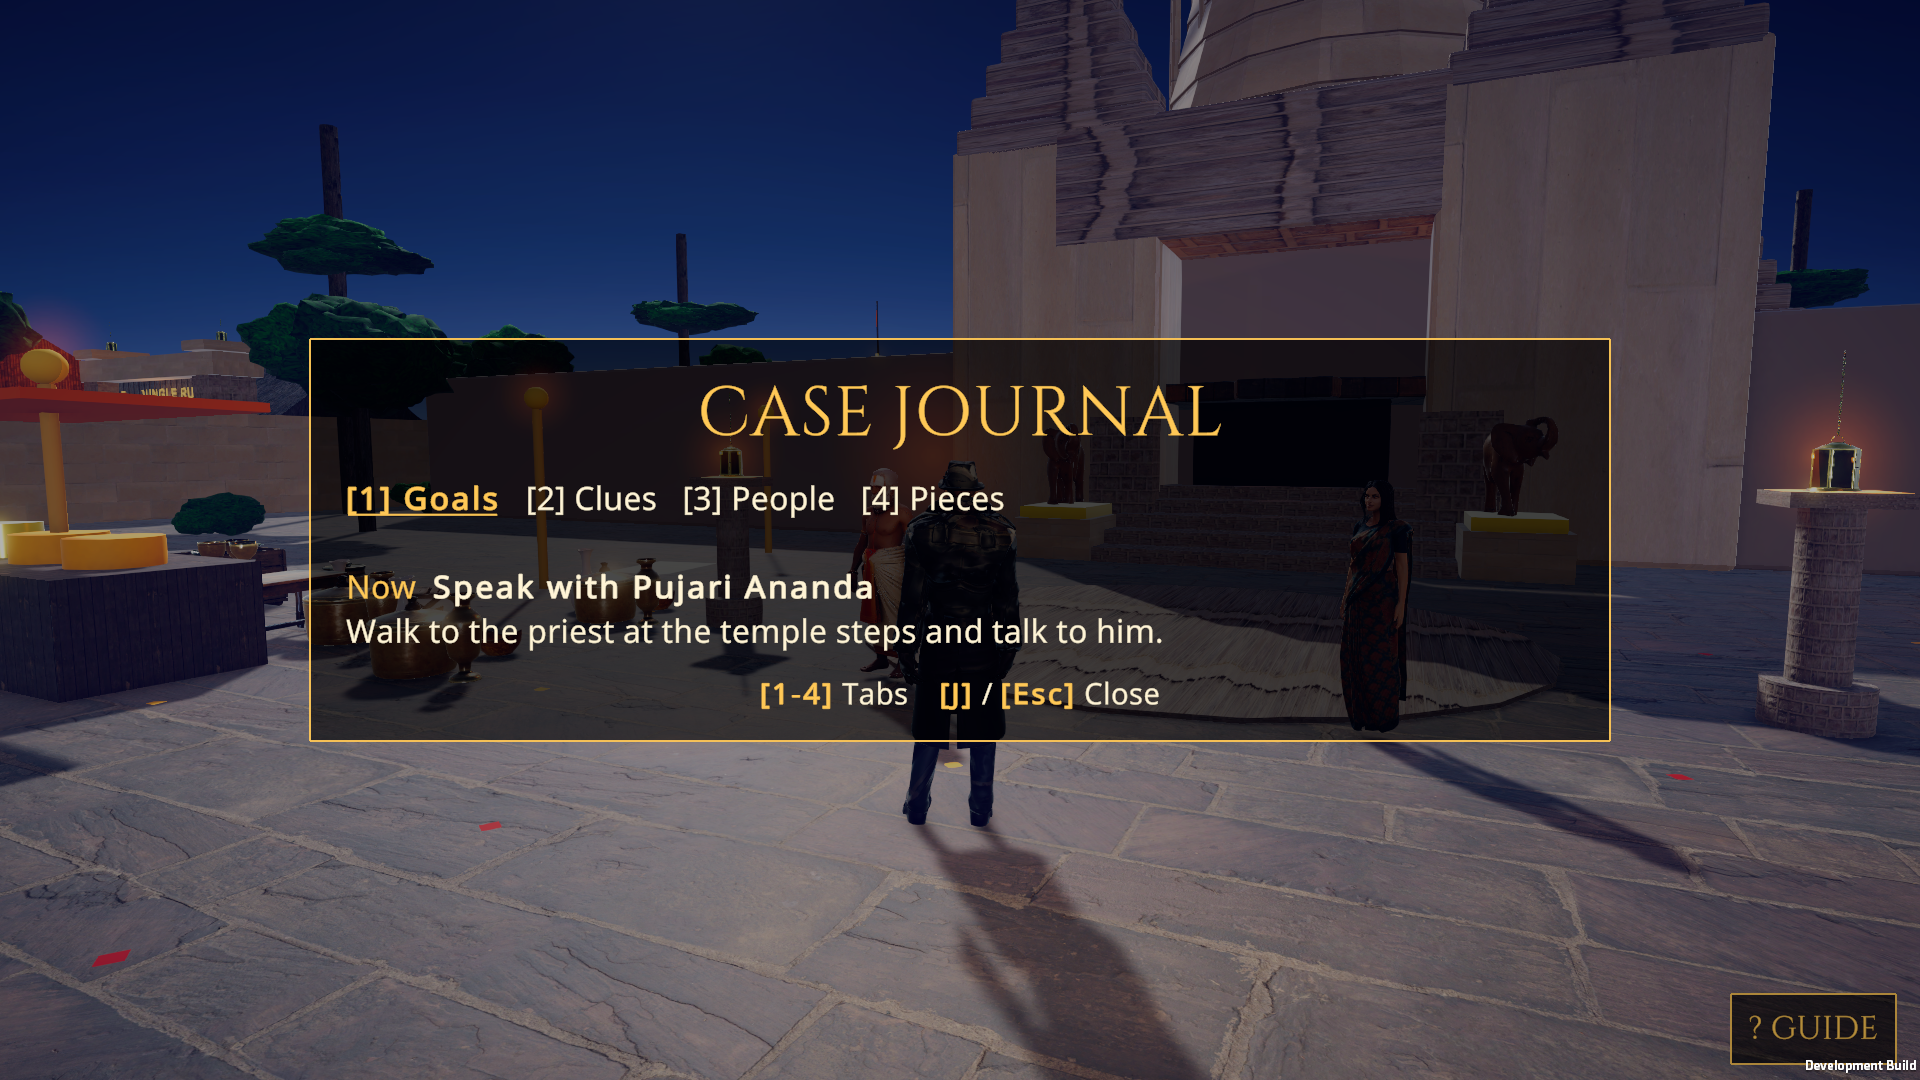 CASE JOURNAL
[1] Goals [2] Clues [3] People [4] Pieces
Now Speak with Pujari Ananda
Walk to the priest at the temple steps and talk to him.
[1-4] Tabs [J] / [Esc] Close
? GUIDE
Development Build